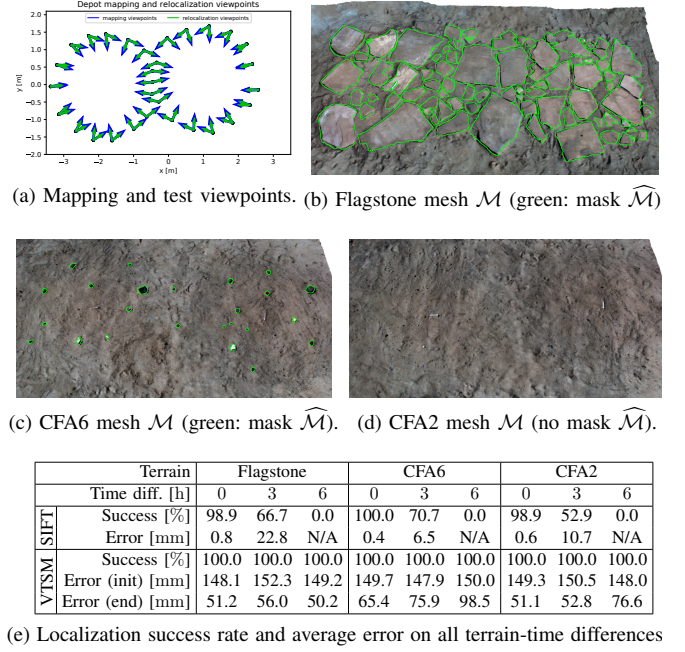 Depot mapping and relocalization viewpoints
mapping viewpoints relocalization viewpoints
2.0
1.5
1.0
0.5
0.0
−0.5
−1.0
−1.5
−2.0
y [m]
−3 −2 −1 0 1 2 3
x [m]
(a) Mapping and test viewpoints.
(b) Flagstone mesh M (green: mask M̂)
(c) CFA6 mesh M (green: mask M̂).
(d) CFA2 mesh M (no mask M̂).
Terrain Flagstone CFA6 CFA2
Time diff. [h] 0 3 6 0 3 6 0 3 6
SIFT
Success [%] 98.9 66.7 0.0 100.0 70.7 0.0 98.9 52.9 0.0
Error [mm] 0.8 22.8 N/A 0.4 6.5 N/A 0.6 10.7 N/A
VTSM
Success [%] 100.0 100.0 100.0 100.0 100.0 100.0 100.0 100.0 100.0
Error (init) [mm] 148.1 152.3 149.2 149.7 147.9 150.0 149.3 150.5 148.0
Error (end) [mm] 51.2 56.0 50.2 65.4 75.9 98.5 51.1 52.8 76.6
(e) Localization success rate and average error on all terrain-time differences